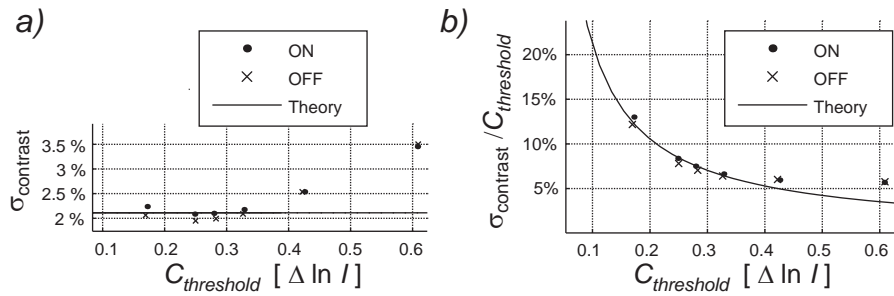 a)
ON
OFF
Theory
3.5 %
3 %
2.5 %
2 %
σcontrast
0.1 0.2 0.3 0.4 0.5 0.6
Cthreshold [ Δ ln I ]
b)
ON
OFF
Theory
20%
15%
10%
5%
σcontrast / Cthreshold
0.1 0.2 0.3 0.4 0.5 0.6
Cthreshold [ Δ ln I ]